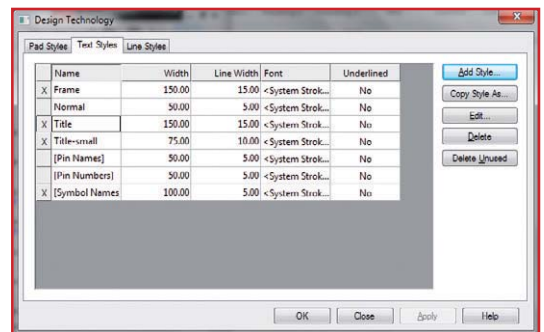 Design Technology
Pad Styles Text Styles Line Styles
Name Width Line Width Font Underlined
X Frame 150.00 15.00 <System Strok... No
Normal 50.00 5.00 <System Strok... No
X Title 150.00 15.00 <System Strok... No
X Title-small 75.00 10.00 <System Strok... No
[Pin Names] 50.00 5.00 <System Strok... No
[Pin Numbers] 50.00 5.00 <System Strok... No
X [Symbol Names 100.00 5.00 <System Strok... No
Add Style...
Copy Style As...
Edit...
Delete
Delete Unused
OK Close Apply Help